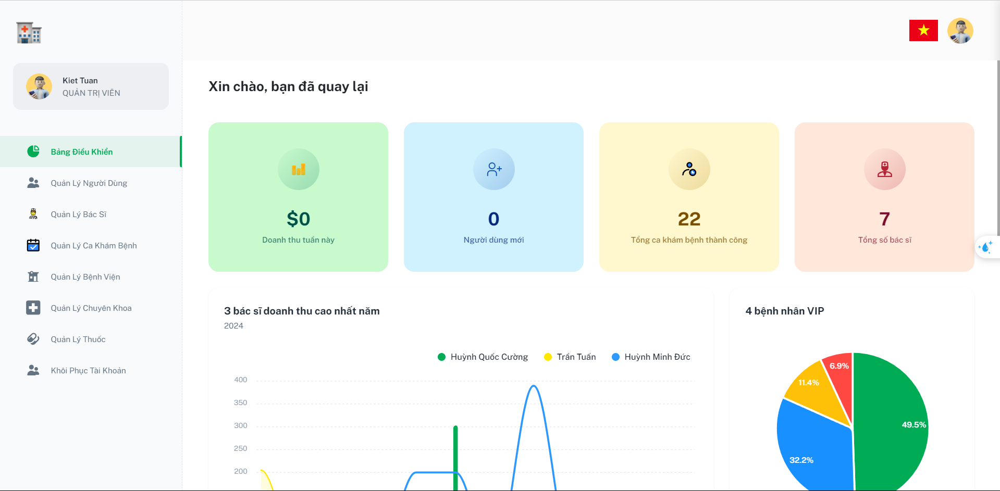 Kiet Tuan
QUẢN TRỊ VIÊN
Bảng Điều Khiển
Quản Lý Người Dùng
Quản Lý Bác Sĩ
Quản Lý Ca Khám Bệnh
Quản Lý Bệnh Viện
Quản Lý Chuyên Khoa
Quản Lý Thuốc
Khôi Phục Tài Khoản
Xin chào, bạn đã quay lại
$0
Doanh thu tuần này
0
Người dùng mới
22
Tổng ca khám bệnh thành công
7
Tổng số bác sĩ
3 bác sĩ doanh thu cao nhất năm
2024
Huỳnh Quốc Cường
Trần Tuấn
Huỳnh Minh Đức
400
350
300
250
200
4 bệnh nhân VIP
6.9%
11.4%
49.5%
32.2%